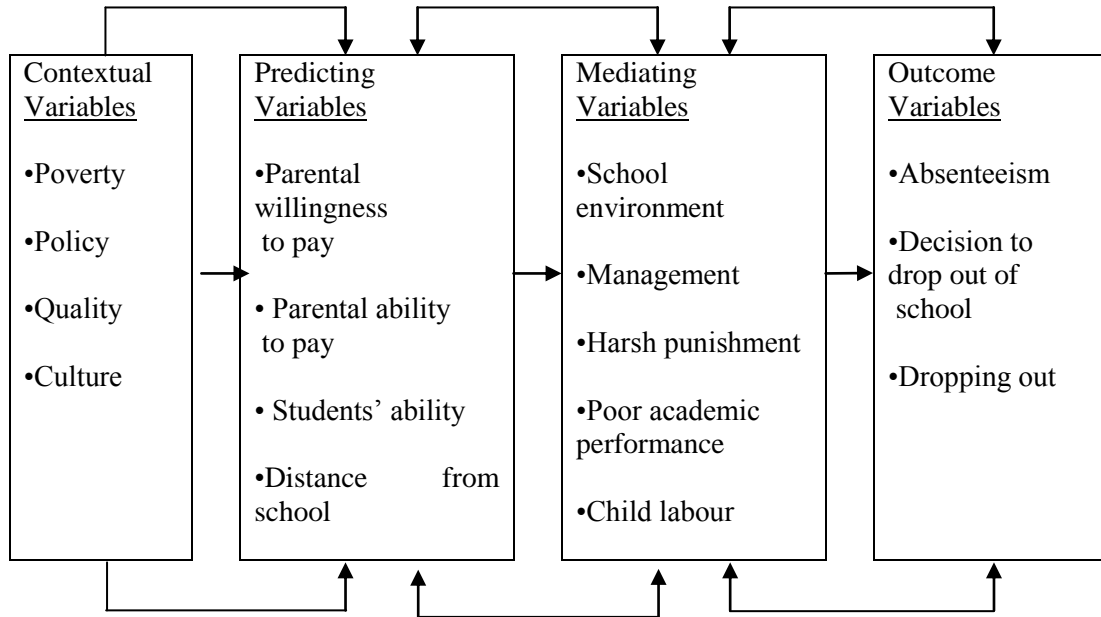 Contextual
Variables
•Poverty
•Policy
•Quality
•Culture
Predicting
Variables
•Parental
willingness
to pay
• Parental ability
to pay
• Students’ ability
•Distance from
school
Mediating
Variables
•School
environment
•Management
•Harsh punishment
•Poor academic
performance
•Child labour
Outcome
Variables
•Absenteeism
•Decision to
drop out of
school
•Dropping out